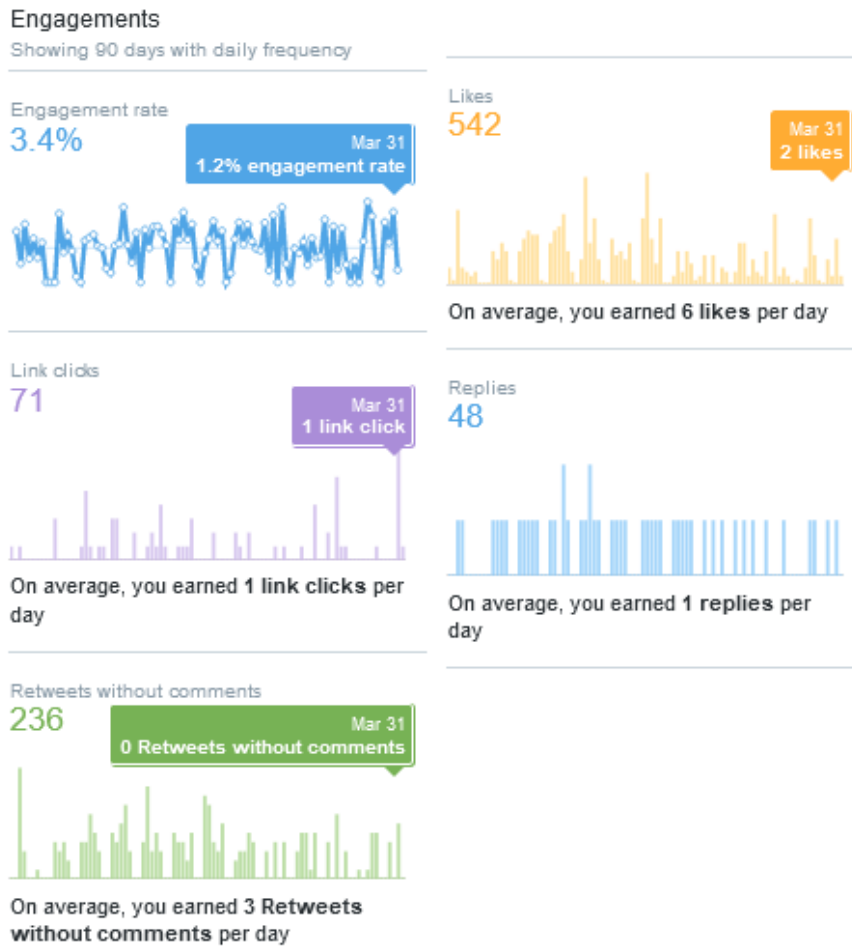 Engagements
Showing 90 days with daily frequency
Engagement rate
3.4%
Mar 31
1.2% engagement rate
Link clicks
71
Mar 31
1 link click
On average, you earned 1 link clicks per
day
Retweets without comments
236
Mar 31
0 Retweets without comments
On average, you earned 3 Retweets
without comments per day
Likes
542
Mar 31
2 likes
On average, you earned 6 likes per day
Replies
48
On average, you earned 1 replies per
day